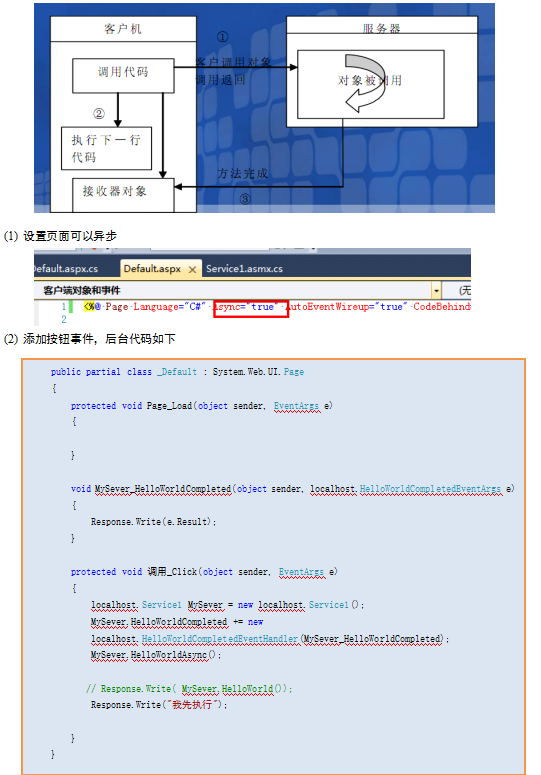 客户机
服务器
①
客户调用对象
调用代码
调用返回
对象被调用
②
执行下一行
代码
方法完成
接收器对象
③
(1) 设置页面可以异步
Default.aspx.cs Default.aspx × Service1.asmx.cs
客户端对象和事件
1 <%@ Page Language="C#" Async="true" AutoEventWireup="true" CodeBehind
2
(2) 添加按钮事件，后台代码如下
public partial class _Default : System.Web.UI.Page
{
protected void Page_Load(object sender, EventArgs e)
{
}
void MySever_HelloWorldCompleted(object sender, localhost.HelloWorldCompletedEventArgs e)
{
Response.Write(e.Result);
}
protected void 调用_Click(object sender, EventArgs e)
{
localhost.Service1 MySever = new localhost.Service1();
MySever.HelloWorldCompleted += new
localhost.HelloWorldCompletedEventHandler(MySever_HelloWorldCompleted);
MySever.HelloWorldAsync();
// Response.Write( MySever.HelloWorld());
Response.Write("我先执行");
}
}